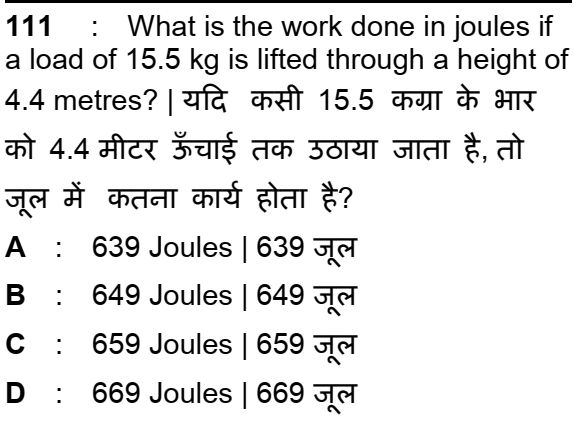 111 : What is the work done in joules if
a load of 15.5 kg is lifted through a height of
4.4 metres? | यदि कसी 15.5 कग्रा के भार
को 4.4 मीटर ऊँचाई तक उठाया जाता है, तो
जूल में कतना कार्य होता है?
A : 639 Joules | 639 जूल
B : 649 Joules | 649 जूल
C : 659 Joules | 659 जूल
D : 669 Joules | 669 जूल